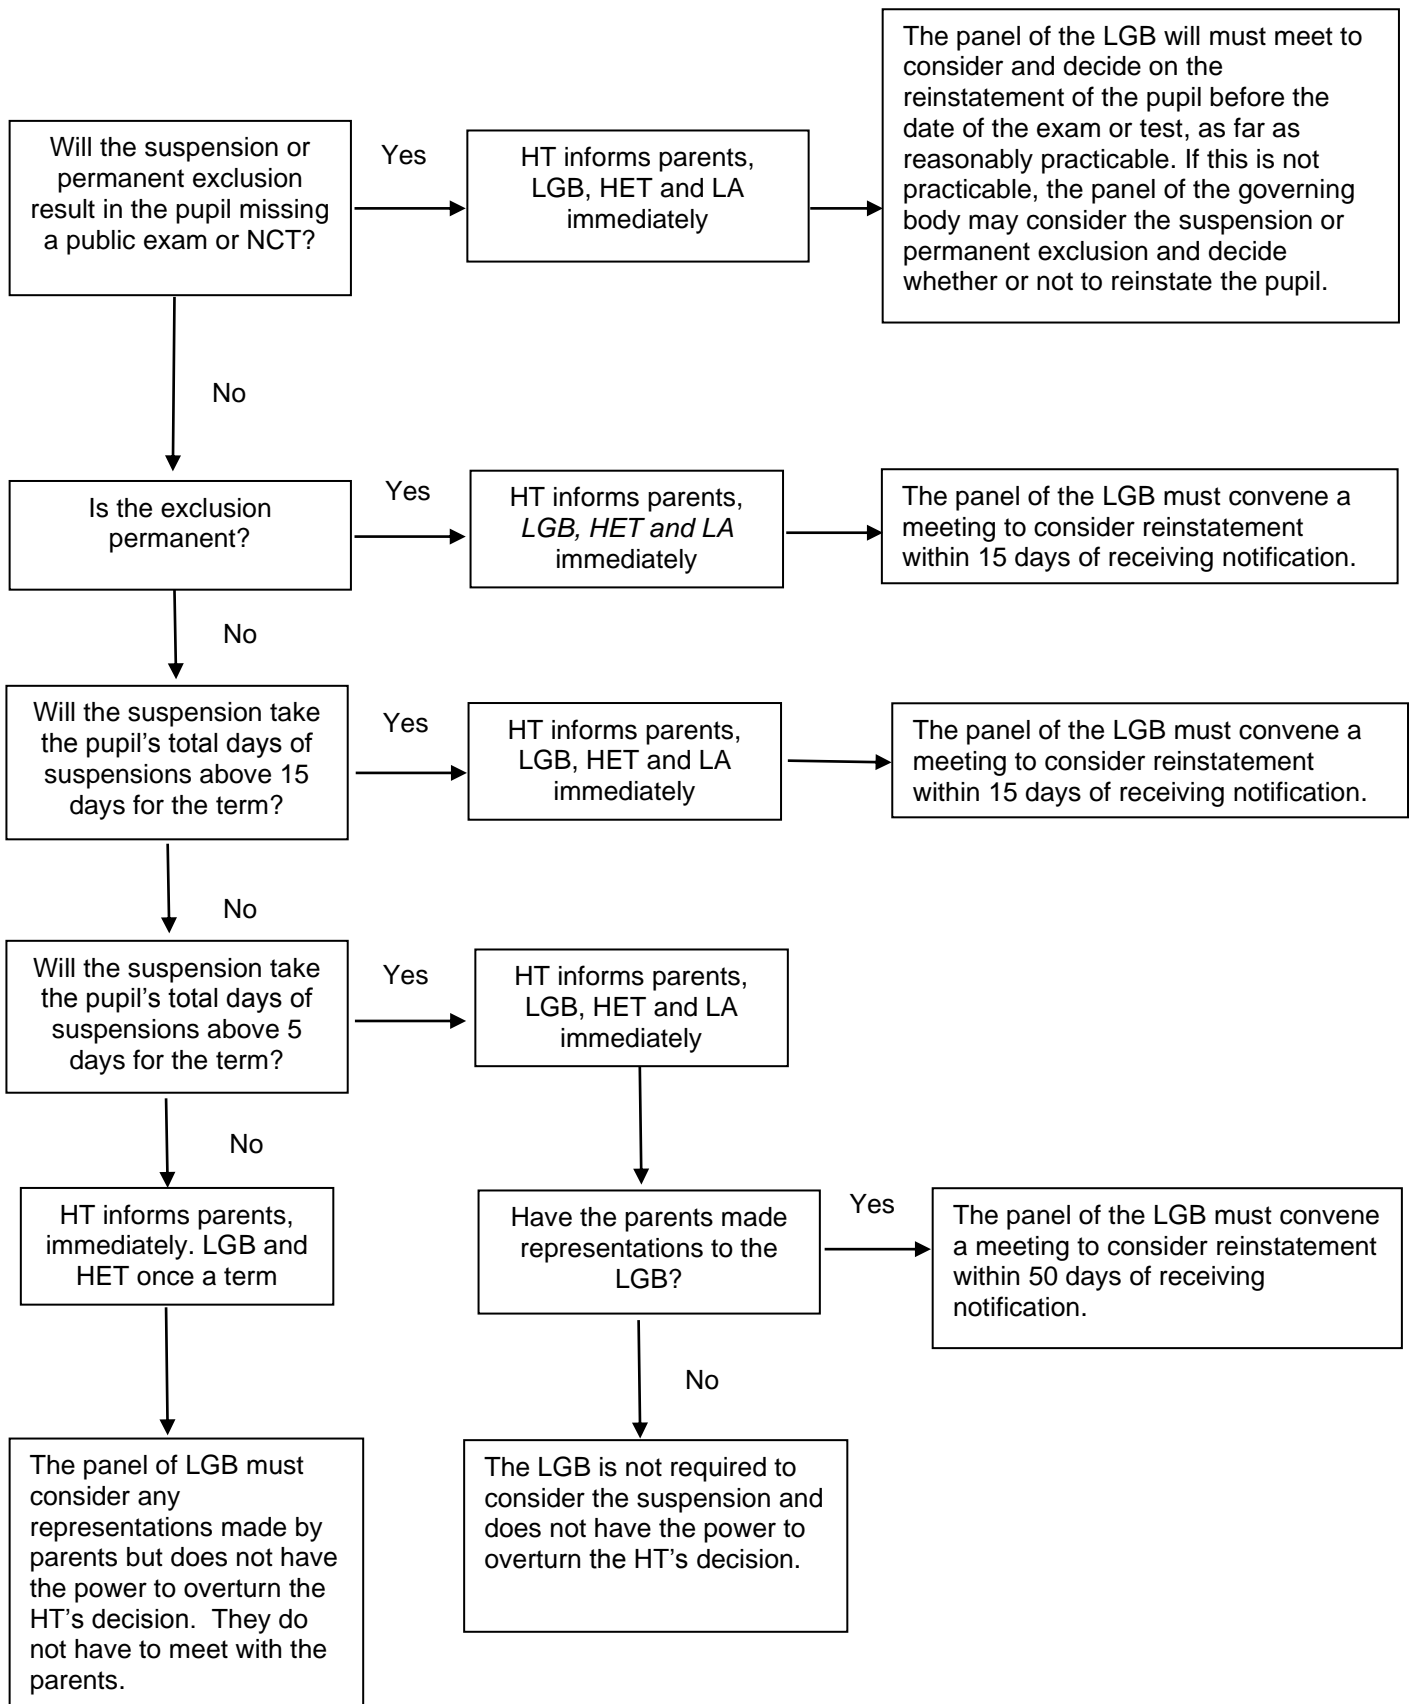 Will the suspension or
permanent exclusion
result in the pupil missing
a public exam or NCT?
Yes
HT informs parents,
LGB, HET and LA
immediately
The panel of the LGB will must meet to
consider and decide on the
reinstatement of the pupil before the
date of the exam or test, as far as
reasonably practicable. If this is not
practicable, the panel of the governing
body may consider the suspension or
permanent exclusion and decide
whether or not to reinstate the pupil.
No
Is the exclusion
permanent?
Yes
HT informs parents,
LGB, HET and LA
immediately
The panel of the LGB must convene a
meeting to consider reinstatement
within 15 days of receiving notification.
No
Will the suspension take
the pupil's total days of
suspensions above 15
days for the term?
Yes
HT informs parents,
LGB, HET and LA
immediately
The panel of the LGB must convene a
meeting to consider reinstatement
within 15 days of receiving notification.
No
Will the suspension take
the pupil's total days of
suspensions above 5
days for the term?
Yes
HT informs parents,
LGB, HET and LA
immediately
No
HT informs parents,
immediately. LGB and
HET once a term
Have the parents made
representations to the
LGB?
Yes
The panel of the LGB must convene
a meeting to consider reinstatement
within 50 days of receiving
notification.
No
The panel of LGB must
consider any
representations made by
parents but does not have
the power to overturn the
HT's decision.  They do
not have to meet with the
parents.
The LGB is not required to
consider the suspension and
does not have the power to
overturn the HT's decision.